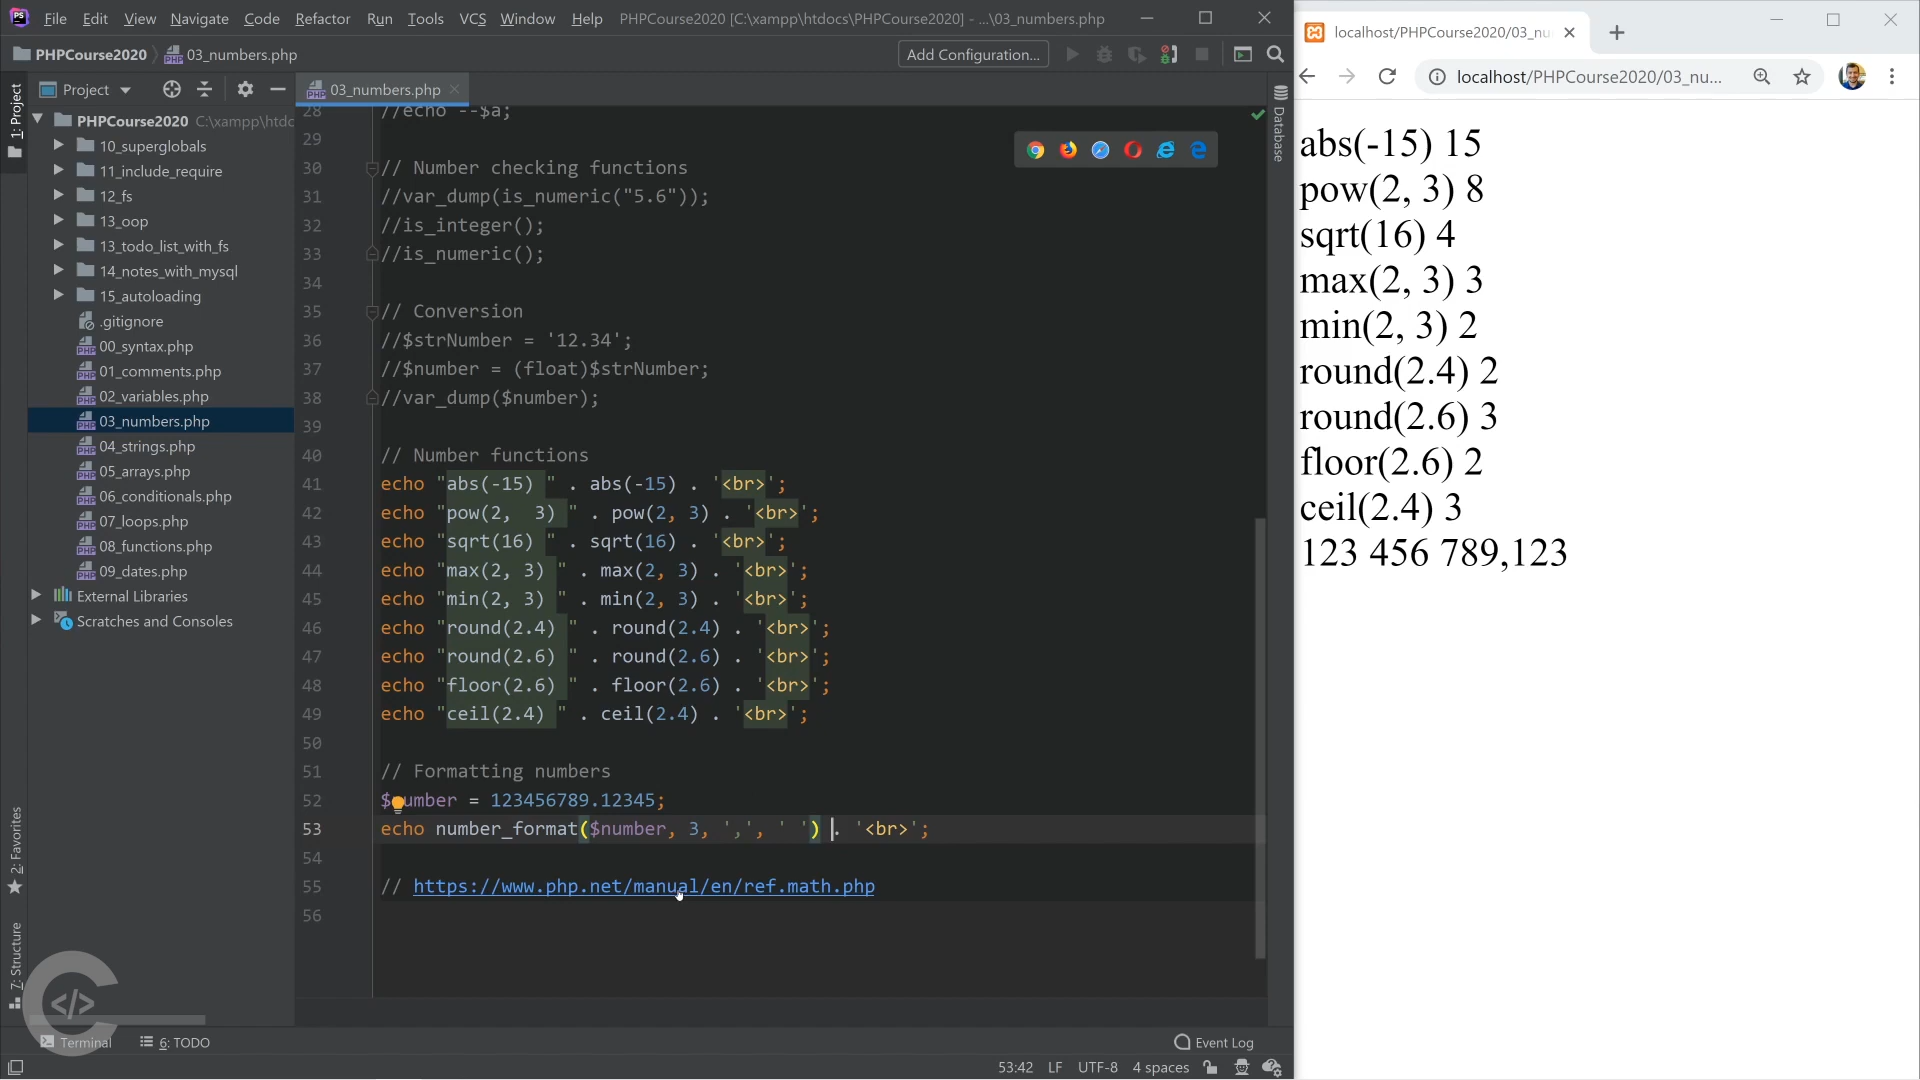 File Edit View Navigate Code Refactor Run Tools VCS Window Help PHPCourse2020 [C:\xampp\htdocs\PHPCourse2020] - ...\03_numbers.php
PHPCourse2020 03_numbers.php Add Configuration...
Project
1: Project
PHPCourse2020 C:\xampp\htdc
10_superglobals
11_include_require
12_fs
13_oop
13_todo_list_with_fs
14_notes_with_mysql
15_autoloading
.gitignore
00_syntax.php
01_comments.php
02_variables.php
03_numbers.php
04_strings.php
05_arrays.php
06_conditionals.php
07_loops.php
08_functions.php
09_dates.php
External Libraries
Scratches and Consoles
2: Favorites
7: Structure
03_numbers.php
28 //echo --$a;
29
30 // Number checking functions
31 //var_dump(is_numeric("5.6"));
32 //is_integer();
33 //is_numeric();
34
35 // Conversion
36 //$strNumber = '12.34';
37 //$number = (float)$strNumber;
38 //var_dump($number);
39
40 // Number functions
41 echo "abs(-15) " . abs(-15) . '<br>';
42 echo "pow(2,  3) " . pow(2, 3) . '<br>';
43 echo "sqrt(16) " . sqrt(16) . '<br>';
44 echo "max(2, 3) " . max(2, 3) . '<br>';
45 echo "min(2, 3) " . min(2, 3) . '<br>';
46 echo "round(2.4) " . round(2.4) . '<br>';
47 echo "round(2.6) " . round(2.6) . '<br>';
48 echo "floor(2.6) " . floor(2.6) . '<br>';
49 echo "ceil(2.4) " . ceil(2.4) . '<br>';
50
51 // Formatting numbers
52 $number = 123456789.12345;
53 echo number_format($number, 3, ',', ' ') . '<br>';
54
55 // https://www.php.net/manual/en/ref.math.php
56
Database
Terminal 6: TODO Event Log
53:42 LF UTF-8 4 spaces
localhost/PHPCourse2020/03_nu
localhost/PHPCourse2020/03_nu...
abs(-15) 15
pow(2, 3) 8
sqrt(16) 4
max(2, 3) 3
min(2, 3) 2
round(2.4) 2
round(2.6) 3
floor(2.6) 2
ceil(2.4) 3
123 456 789,123